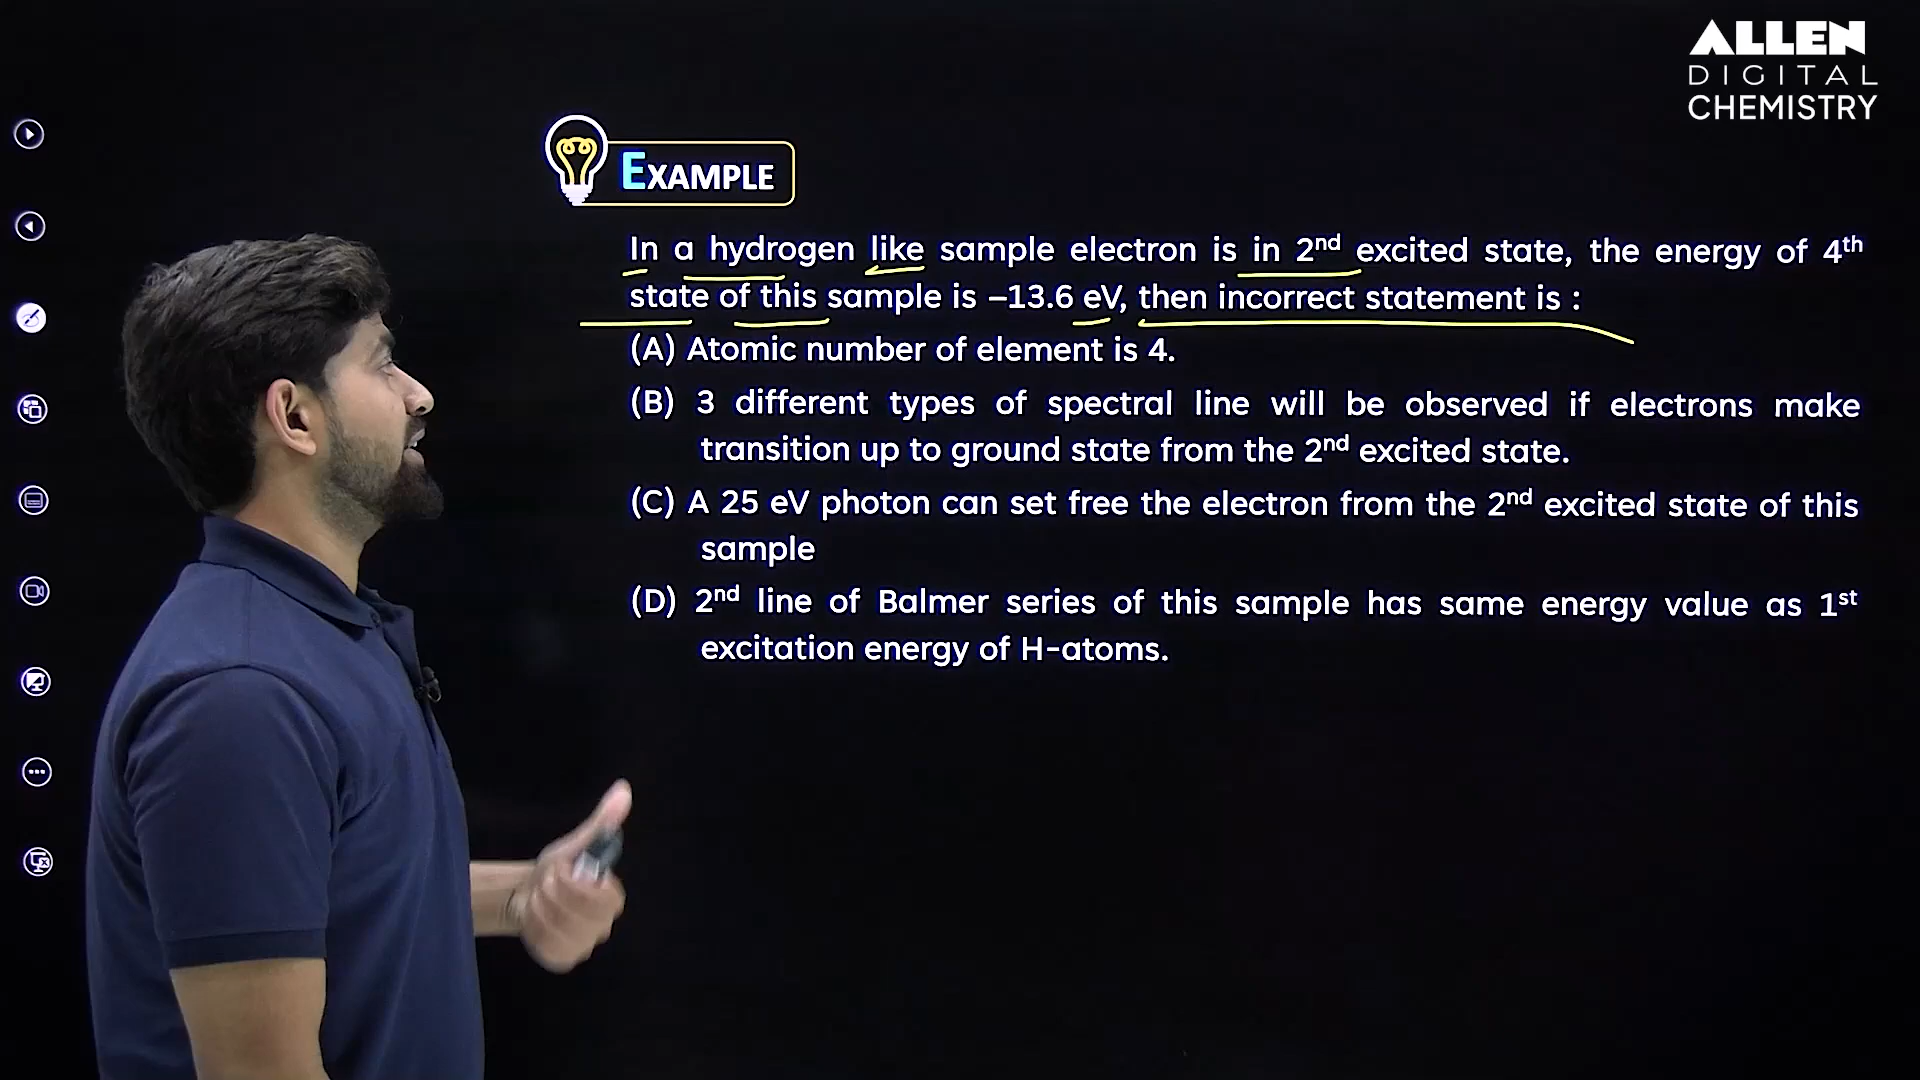 ALLEN
DIGITAL
CHEMISTRY
EXAMPLE
In a hydrogen like sample electron is in 2nd excited state, the energy of 4th
state of this sample is –13.6 eV, then incorrect statement is :
(A) Atomic number of element is 4.
(B) 3 different types of spectral line will be observed if electrons make
transition up to ground state from the 2nd excited state.
(C) A 25 eV photon can set free the electron from the 2nd excited state of this
sample
(D) 2nd line of Balmer series of this sample has same energy value as 1st
excitation energy of H-atoms.